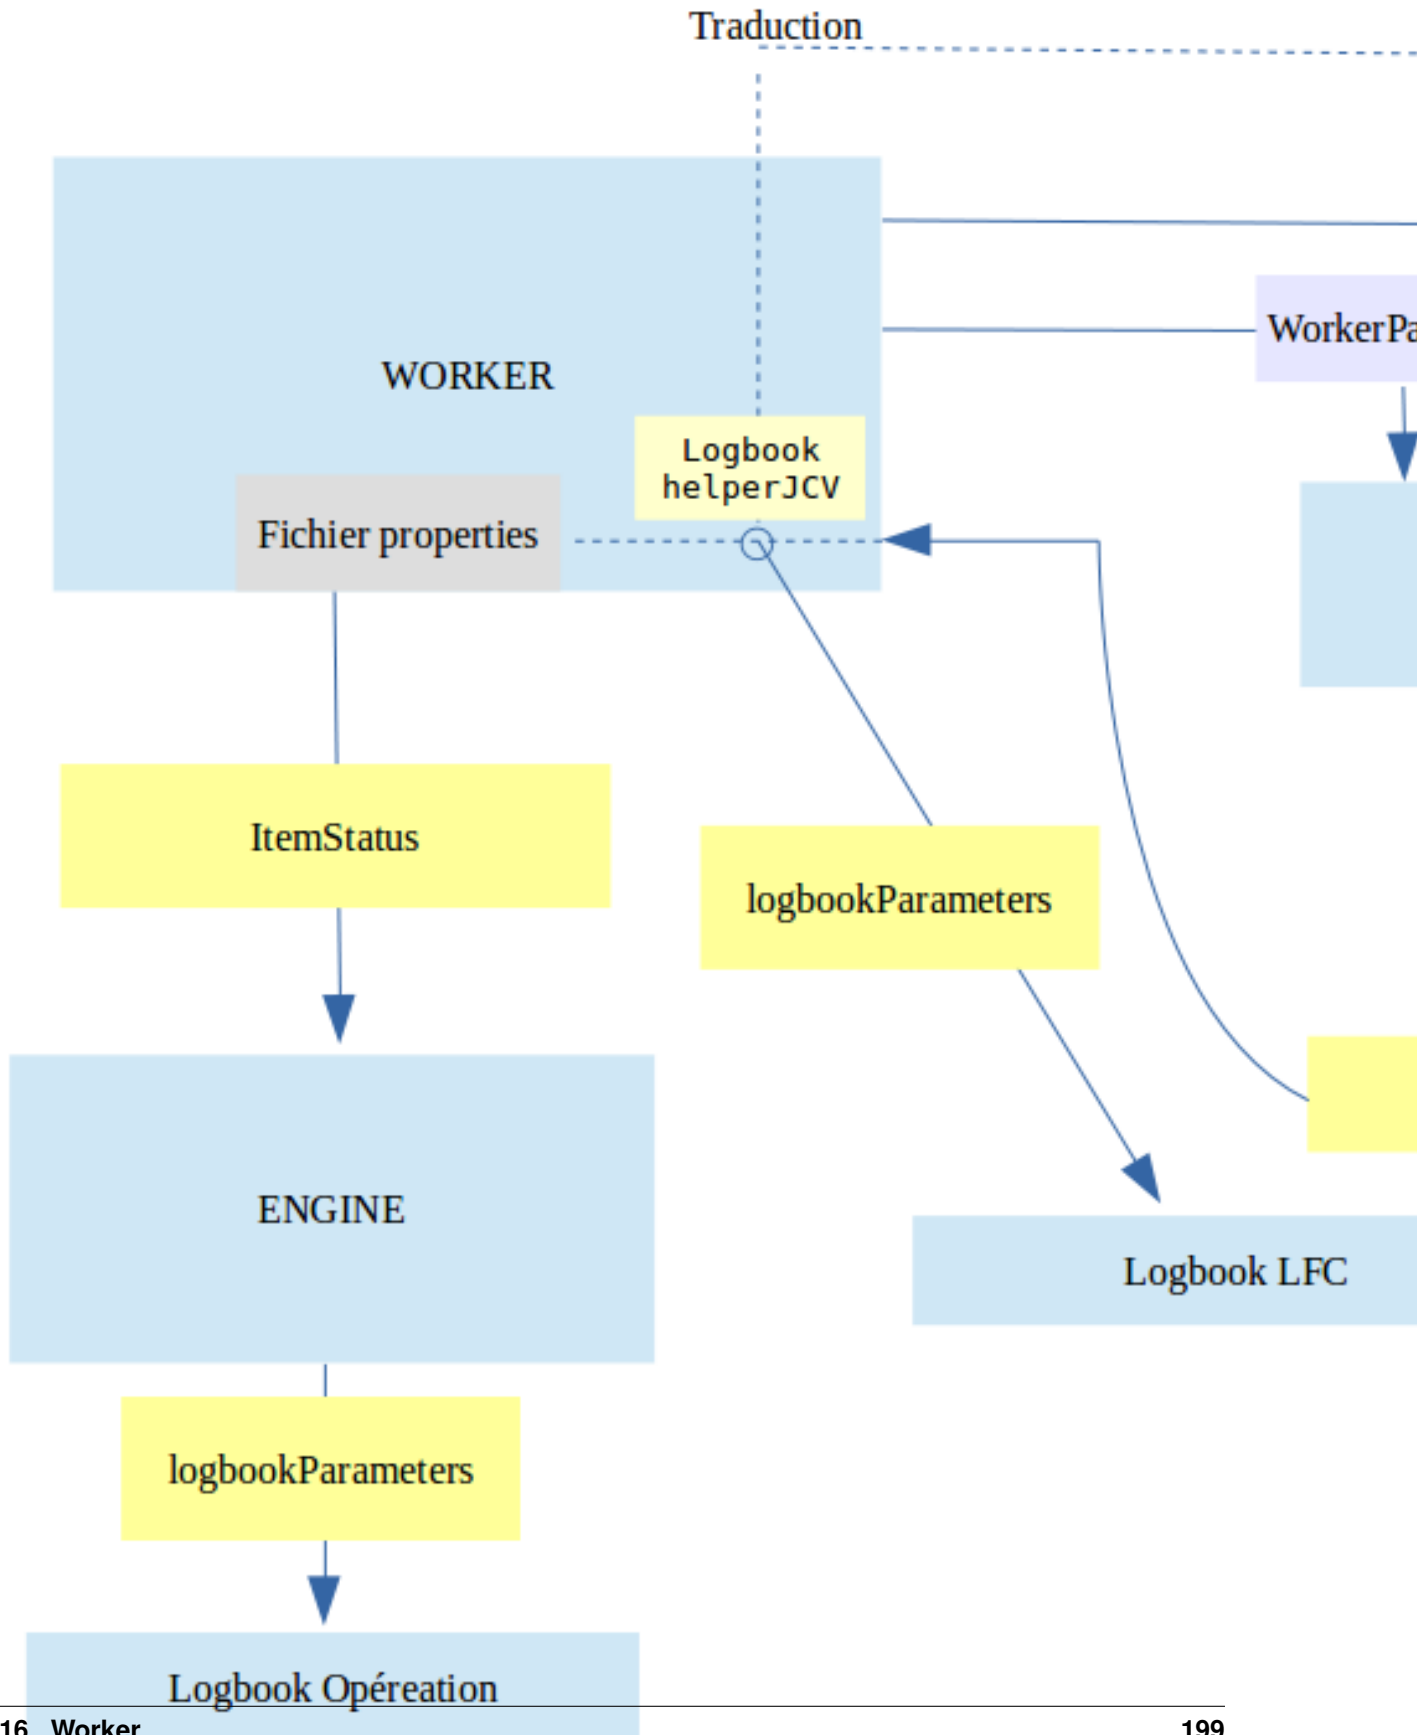 Traduction
WorkerPa
WORKER
Logbook
helperJCV
Fichier properties
ItemStatus
logbookParameters
ENGINE
Logbook LFC
logbookParameters
Logbook Opéreation
16 Worker
199